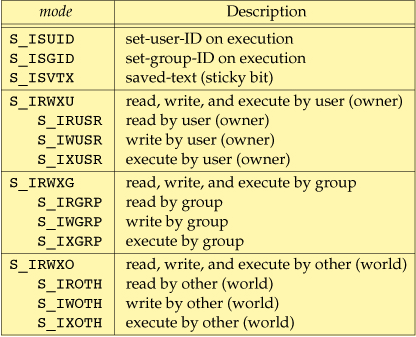 mode Description
S_ISUID set-user-ID on execution
S_ISGID set-group-ID on execution
S_ISVTX saved-text (sticky bit)
S_IRWXU read, write, and execute by user (owner)
S_IRUSR read by user (owner)
S_IWUSR write by user (owner)
S_IXUSR execute by user (owner)
S_IRWXG read, write, and execute by group
S_IRGRP read by group
S_IWGRP write by group
S_IXGRP execute by group
S_IRWXO read, write, and execute by other (world)
S_IROTH read by other (world)
S_IWOTH write by other (world)
S_IXOTH execute by other (world)